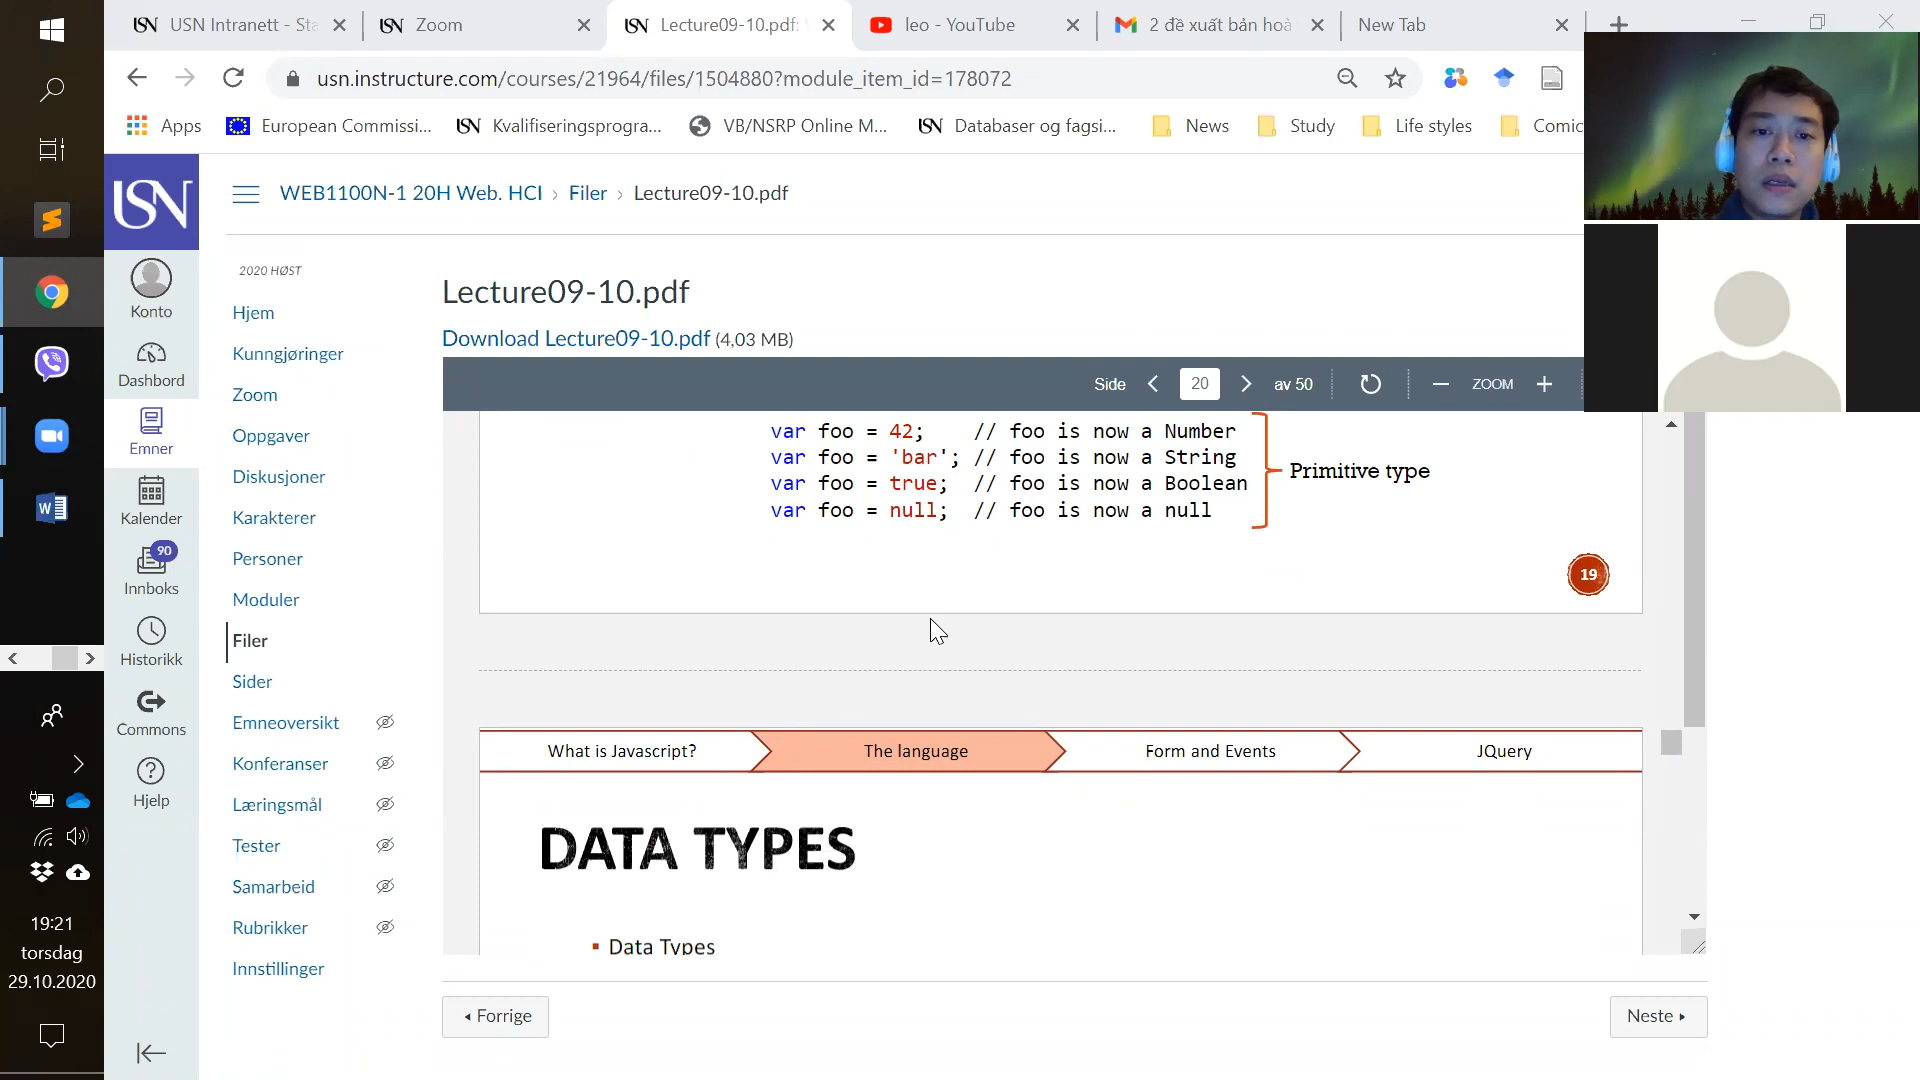 USN Intranett - Sta
Zoom
Lecture09-10.pdf:
leo - YouTube
2 đề xuất bản hoà
New Tab
usn.instructure.com/courses/21964/files/1504880?module_item_id=178072
Apps
European Commissi...
Kvalifiseringsprogra...
VB/NSRP Online M...
Databaser og fagsi...
News
Study
Life styles
Comic
USN
WEB1100N-1 20H Web. HCI
Filer
Lecture09-10.pdf
2020 HØST
Konto
Dashbord
Emner
Kalender
90
Innboks
Historikk
Commons
Hjelp
Hjem
Kunngjøringer
Zoom
Oppgaver
Diskusjoner
Karakterer
Personer
Moduler
Filer
Sider
Emneoversikt
Konferanser
Læringsmål
Tester
Samarbeid
Rubrikker
Innstillinger
Lecture09-10.pdf
Download Lecture09-10.pdf (4,03 MB)
Side 20 av 50 ZOOM
var foo = 42; // foo is now a Number
var foo = 'bar'; // foo is now a String
var foo = true; // foo is now a Boolean
var foo = null; // foo is now a null
Primitive type
19
What is Javascript?
The language
Form and Events
JQuery
DATA TYPES
Data Types
Forrige
Neste
19:21
torsdag
29.10.2020